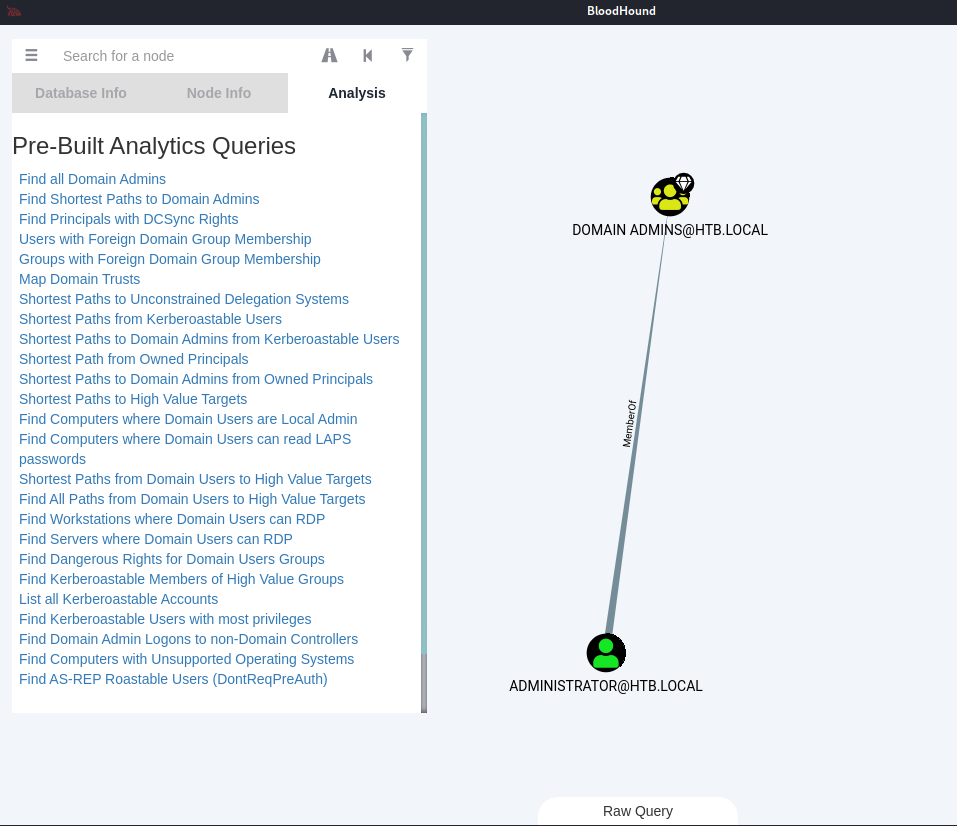 BloodHound
Search for a node
Database Info
Node Info
Analysis
Pre-Built Analytics Queries
Find all Domain Admins
Find Shortest Paths to Domain Admins
Find Principals with DCSync Rights
Users with Foreign Domain Group Membership
Groups with Foreign Domain Group Membership
Map Domain Trusts
Shortest Paths to Unconstrained Delegation Systems
Shortest Paths from Kerberoastable Users
Shortest Paths to Domain Admins from Kerberoastable Users
Shortest Path from Owned Principals
Shortest Paths to Domain Admins from Owned Principals
Shortest Paths to High Value Targets
Find Computers where Domain Users are Local Admin
Find Computers where Domain Users can read LAPS
passwords
Shortest Paths from Domain Users to High Value Targets
Find All Paths from Domain Users to High Value Targets
Find Workstations where Domain Users can RDP
Find Servers where Domain Users can RDP
Find Dangerous Rights for Domain Users Groups
Find Kerberoastable Members of High Value Groups
List all Kerberoastable Accounts
Find Kerberoastable Users with most privileges
Find Domain Admin Logons to non-Domain Controllers
Find Computers with Unsupported Operating Systems
Find AS-REP Roastable Users (DontReqPreAuth)
DOMAIN ADMINS@HTB.LOCAL
MemberOf
ADMINISTRATOR@HTB.LOCAL
Raw Query